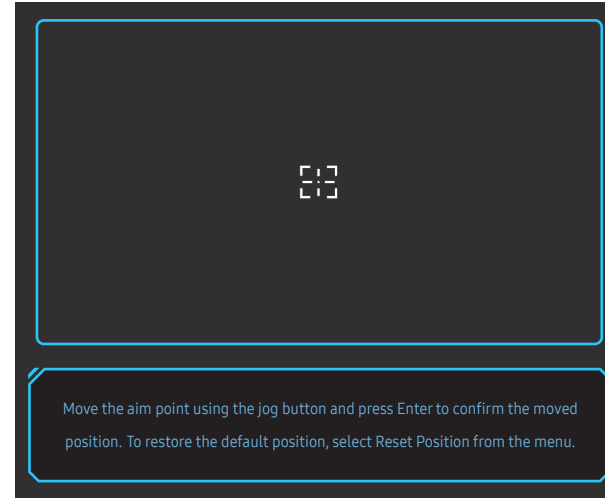 Move the aim point using the jog button and press Enter to confirm the moved
position. To restore the default position, select Reset Position from the menu.